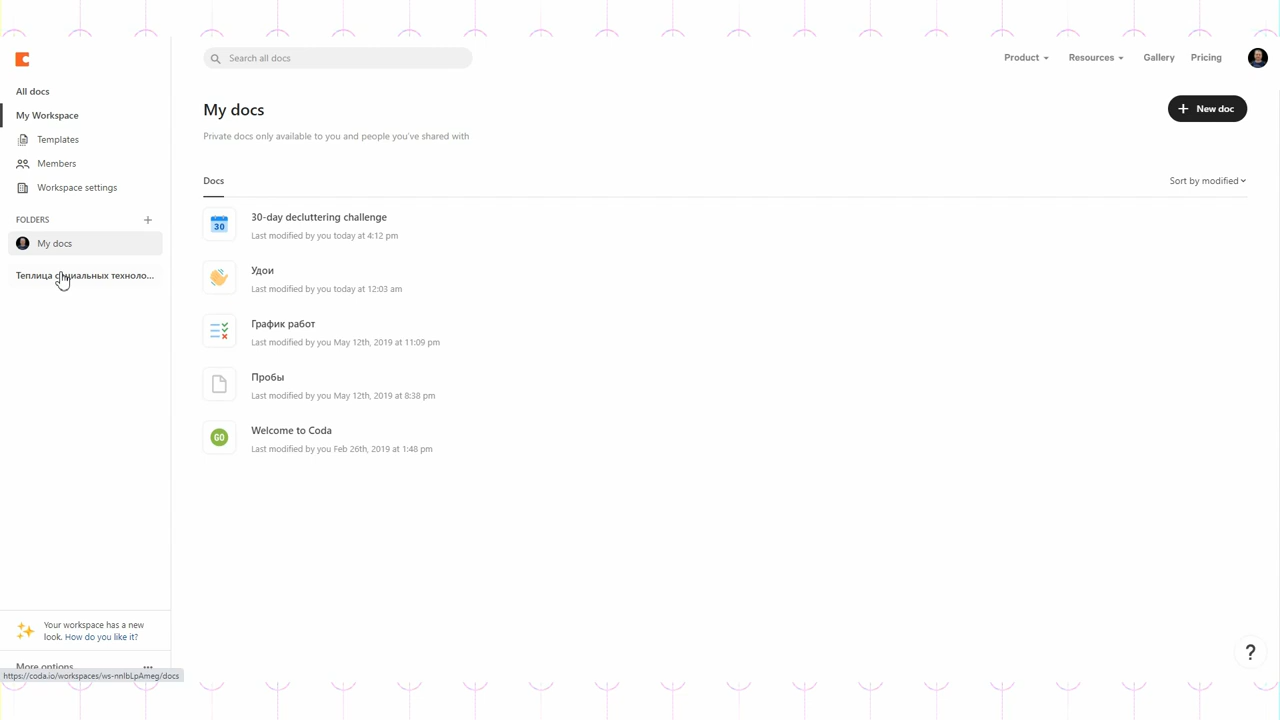 Search all docs
Product
Resources
Gallery
Pricing
All docs
My Workspace
Templates
Members
Workspace settings
FOLDERS
My docs
Теплица техноло...
My docs
New doc
Private docs only available to you and people you've shared with
Docs
Sort by modified
30
30-day decluttering challenge
Last modified by you today at 4:12 pm
Удои
Last modified by you today at 12:03 am
График работ
Last modified by you May 12th, 2019 at 11:09 pm
Пробы
Last modified by you May 12th, 2019 at 8:38 pm
GO
Welcome to Coda
Last modified by you Feb 26th, 2019 at 1:48 pm
Your workspace has a new
look. How do you like it?
More options
https://coda.io/workspaces/ws-nnIbLpAmeg/docs
?